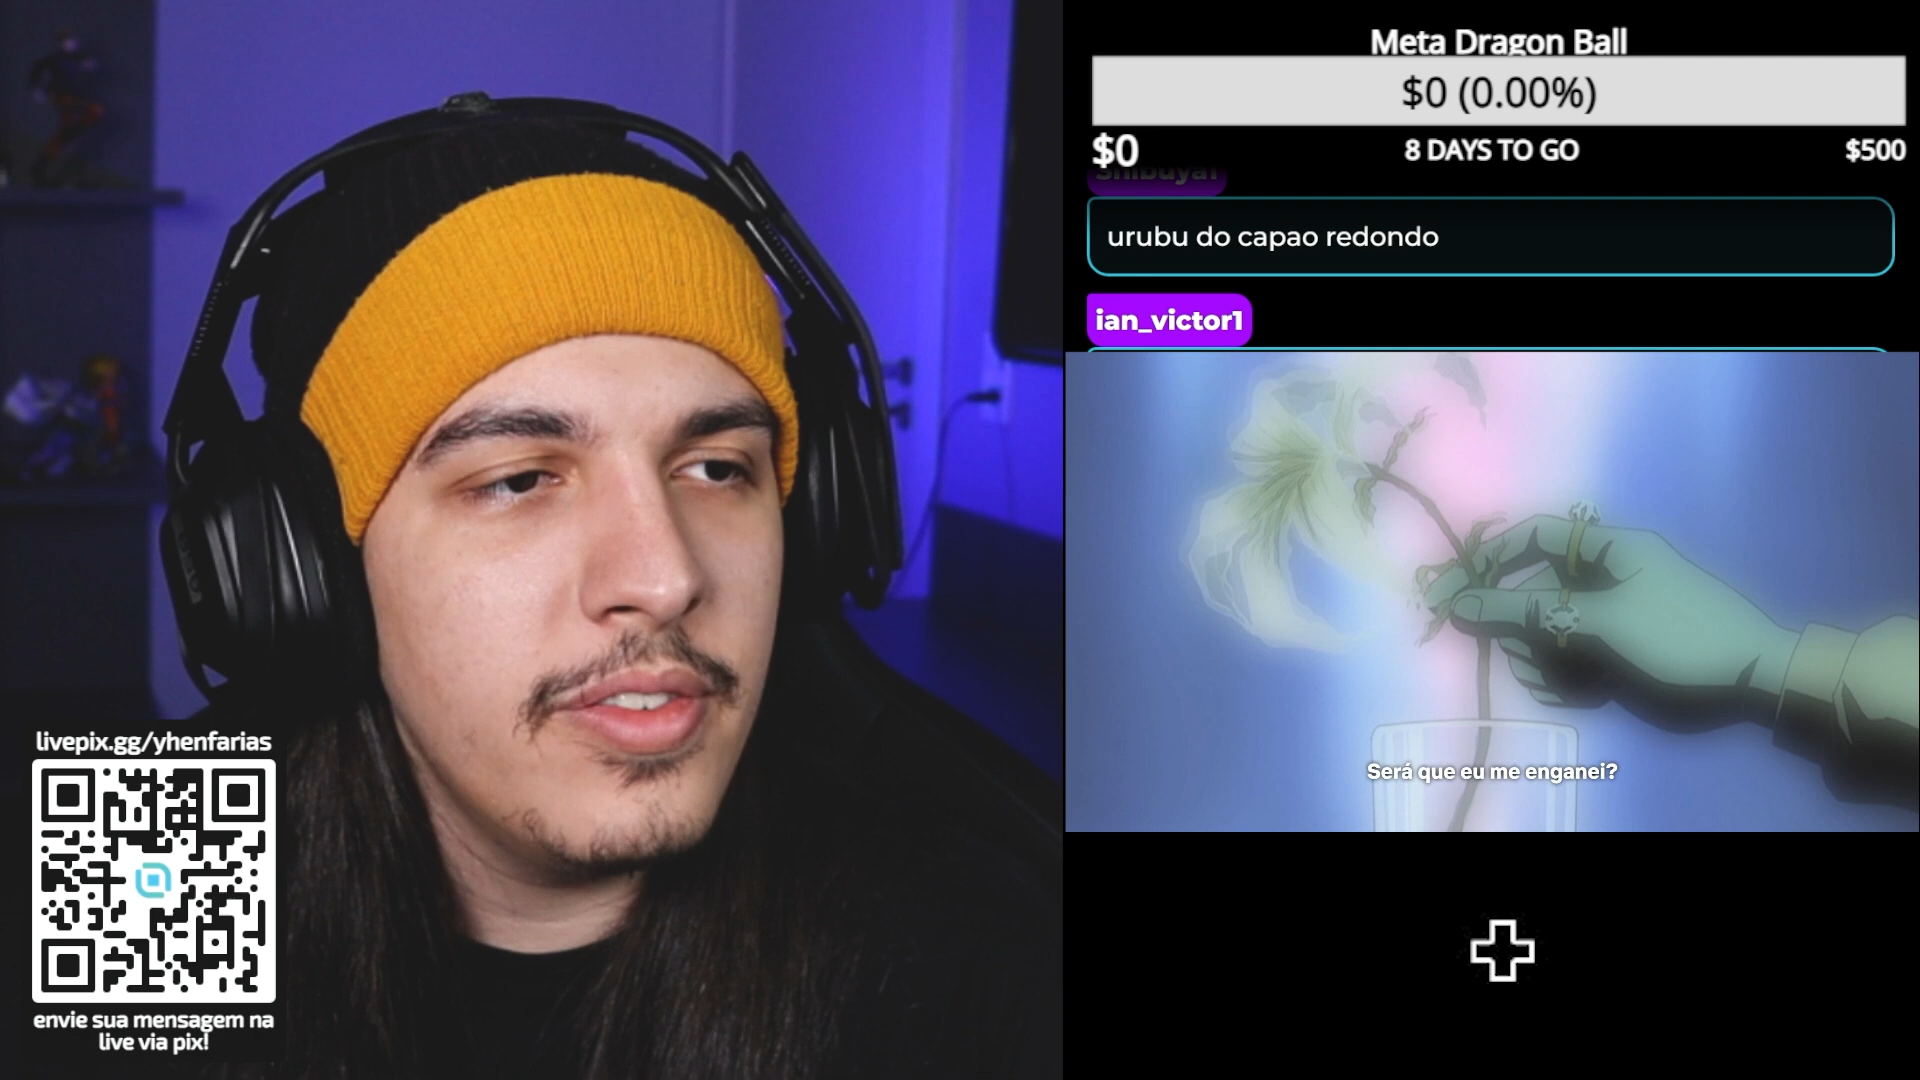 Meta Dragon Ball
$0 (0.00%)
$0
8 DAYS TO GO
$500
urubu do capao redondo
ian_victor1
Será que eu me enganei?
livepix.gg/yhenfarias
envie sua mensagem na
live via pix!